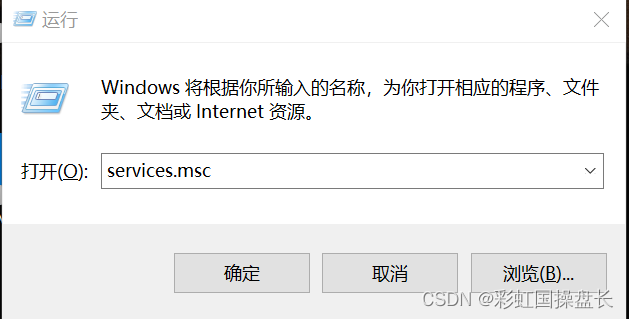 运行
Windows 将根据你所输入的名称，为你打开相应的程序、文件
夹、文档或 Internet 资源。
打开(O): services.msc
确定 取消 浏览(B)...
CSDN @彩虹国操盘长